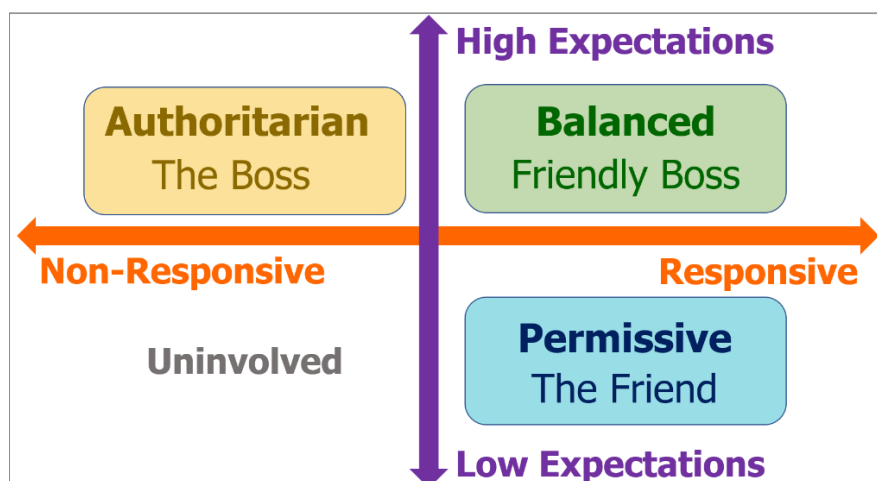 High Expectations
Authoritarian
The Boss
Balanced
Friendly Boss
Non-Responsive
Responsive
Uninvolved
Permissive
The Friend
Low Expectations